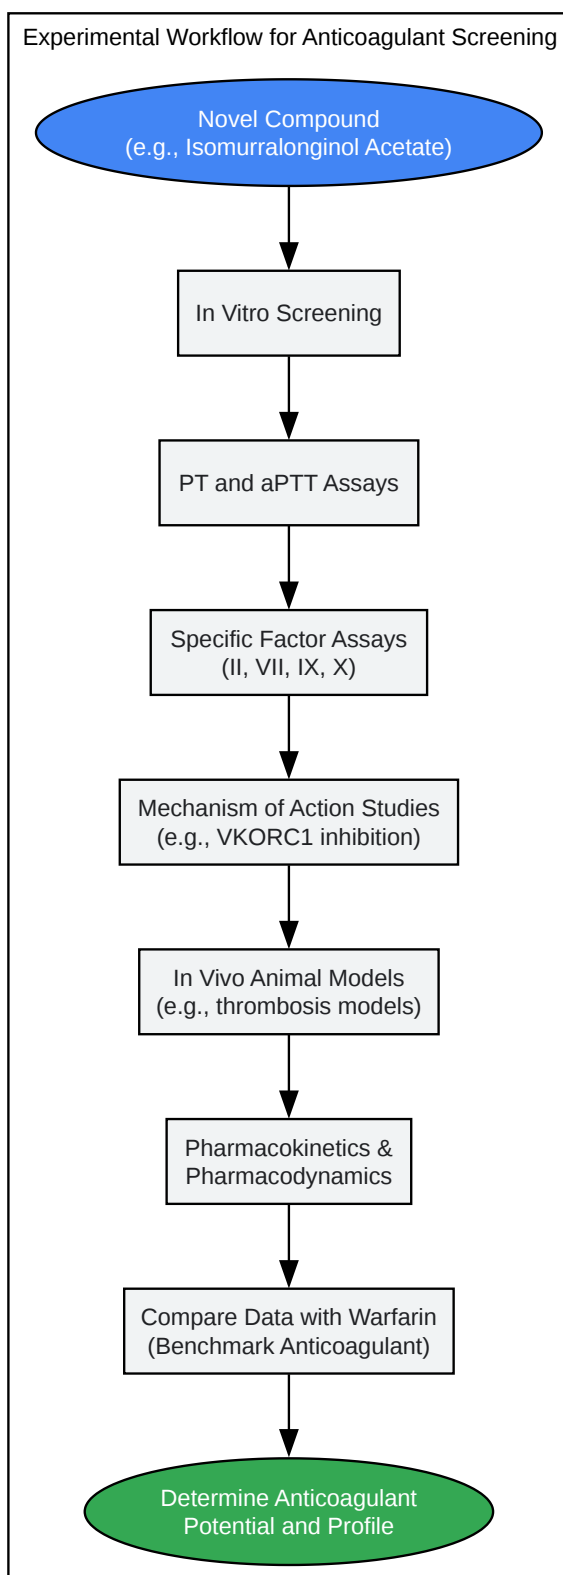 Experimental Workflow for Anticoagulant Screening
Novel Compound
(e.g., Isomurralonginol Acetate)
In Vitro Screening
PT and aPTT Assays
Specific Factor Assays
(II, VII, IX, X)
Mechanism of Action Studies
(e.g., VKORC1 inhibition)
In Vivo Animal Models
(e.g., thrombosis models)
Pharmacokinetics &
Pharmacodynamics
Compare Data with Warfarin
(Benchmark Anticoagulant)
Determine Anticoagulant
Potential and Profile